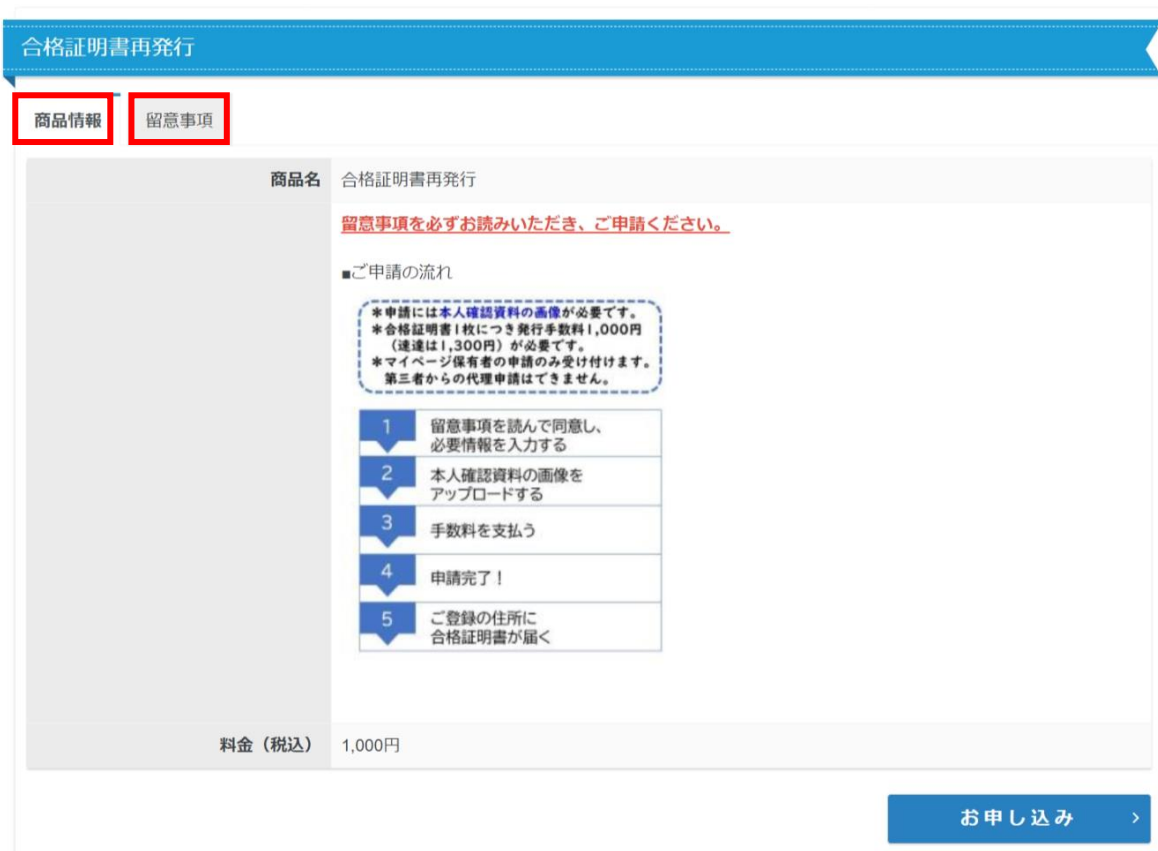 合格証明書再発行
商品情報 留意事項
商品名 合格証明書再発行
留意事項を必ずお読みいただき、ご申請ください。
■ご申請の流れ
＊申請には本人確認資料の画像が必要です。
＊合格証明書1枚につき発行手数料1,000円
（速達は1,300円）が必要です。
＊マイページ保有者の申請のみ受け付けます。
第三者からの代理申請はできません。
1 留意事項を読んで同意し、
必要情報を入力する
2 本人確認資料の画像を
アップロードする
3 手数料を支払う
4 申請完了！
5 ご登録の住所に
合格証明書が届く
料金（税込） 1,000円
お申し込み